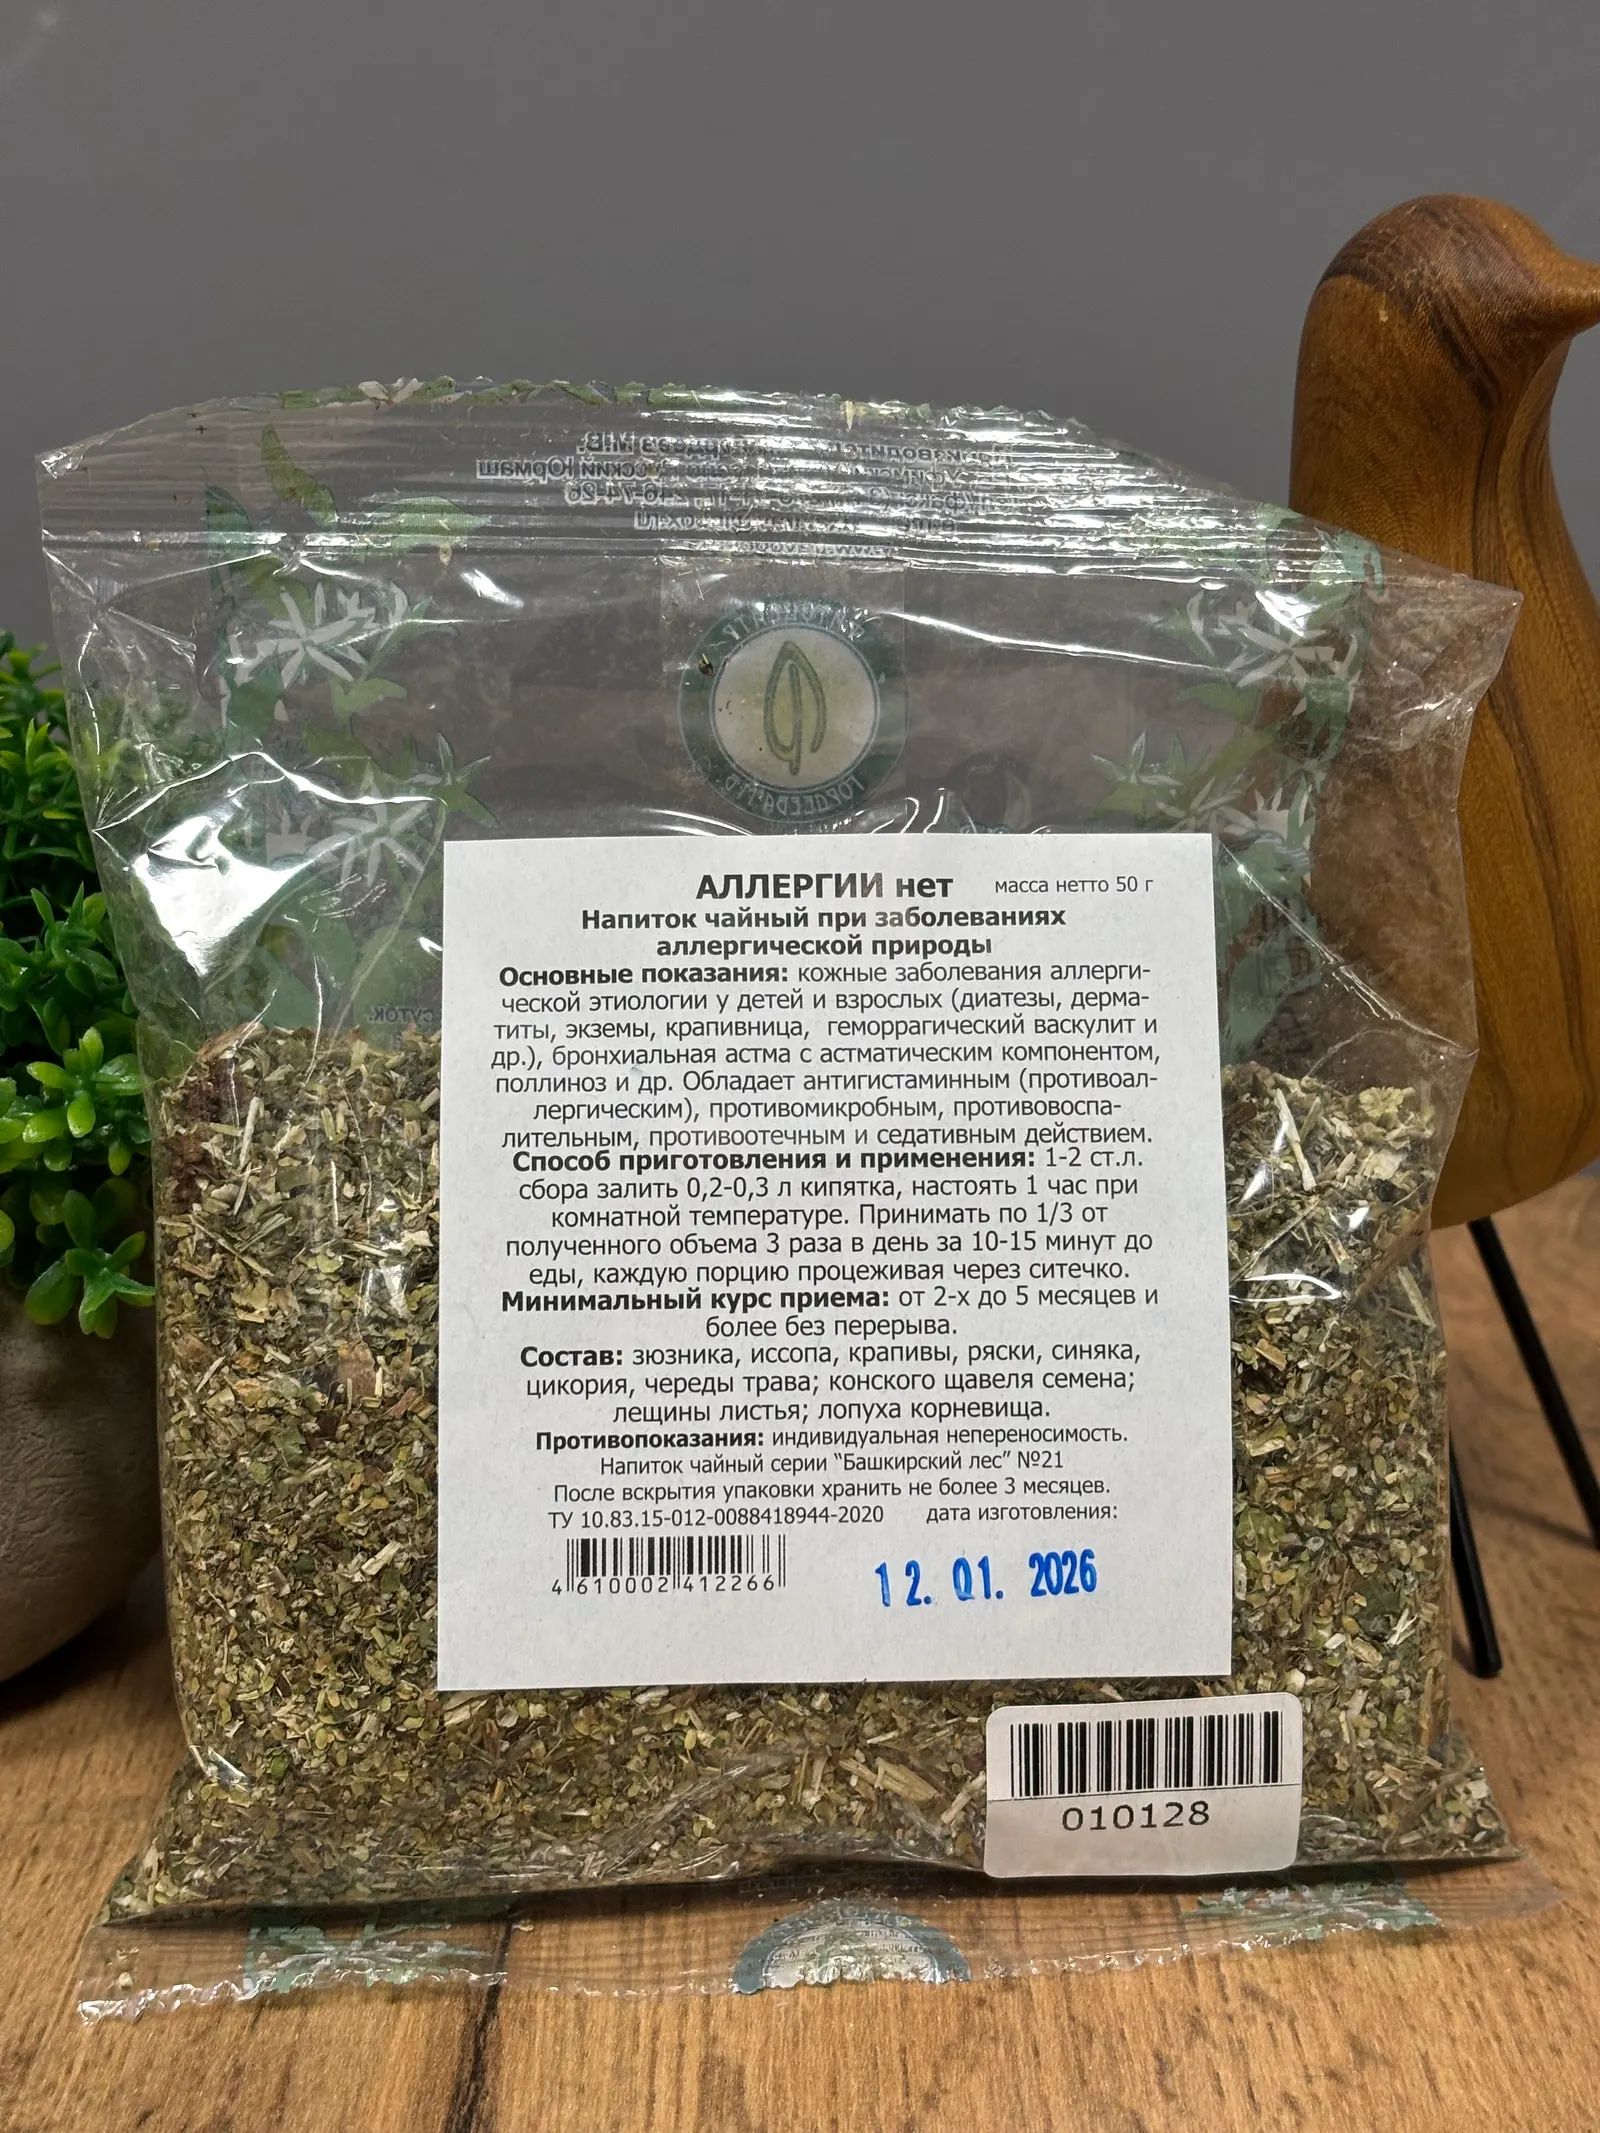 АЛЛЕРГИИ нет масса нетто 50 г
Напиток чайный при заболеваниях
аллергической природы
Основные показания: кожные заболевания аллерги-
ческой этиологии у детей и взрослых (диатезы, дерма-
титы, экземы, крапивница, геморрагический васкулит и
др.), бронхиальная астма с астматическим компонентом,
поллиноз и др. Обладает антигистаминным (противоал-
лергическим), противомикробным, противовоспа-
лительным, противоотечным и седативным действием.
Способ приготовления и применения: 1-2 ст.л.
сбора залить 0,2-0,3 л кипятка, настоять 1 час при
комнатной температуре. Принимать по 1/3 от
полученного объема 3 раза в день за 10-15 минут до
еды, каждую порцию процеживая через ситечко.
Минимальный курс приема: от 2-х до 5 месяцев и
более без перерыва.
Состав: зюзника, иссопа, крапивы, ряски, синяка,
цикория, череды трава; конского щавеля семена;
лещины листья; лопуха корневища.
Противопоказания: индивидуальная непереносимость.
Напиток чайный серии "Башкирский лес" №21
После вскрытия упаковки хранить не более 3 месяцев.
ТУ 10.83.15-012-0088418944-2020 дата изготовления:
4 610002 412266
12. 01. 2026
010128